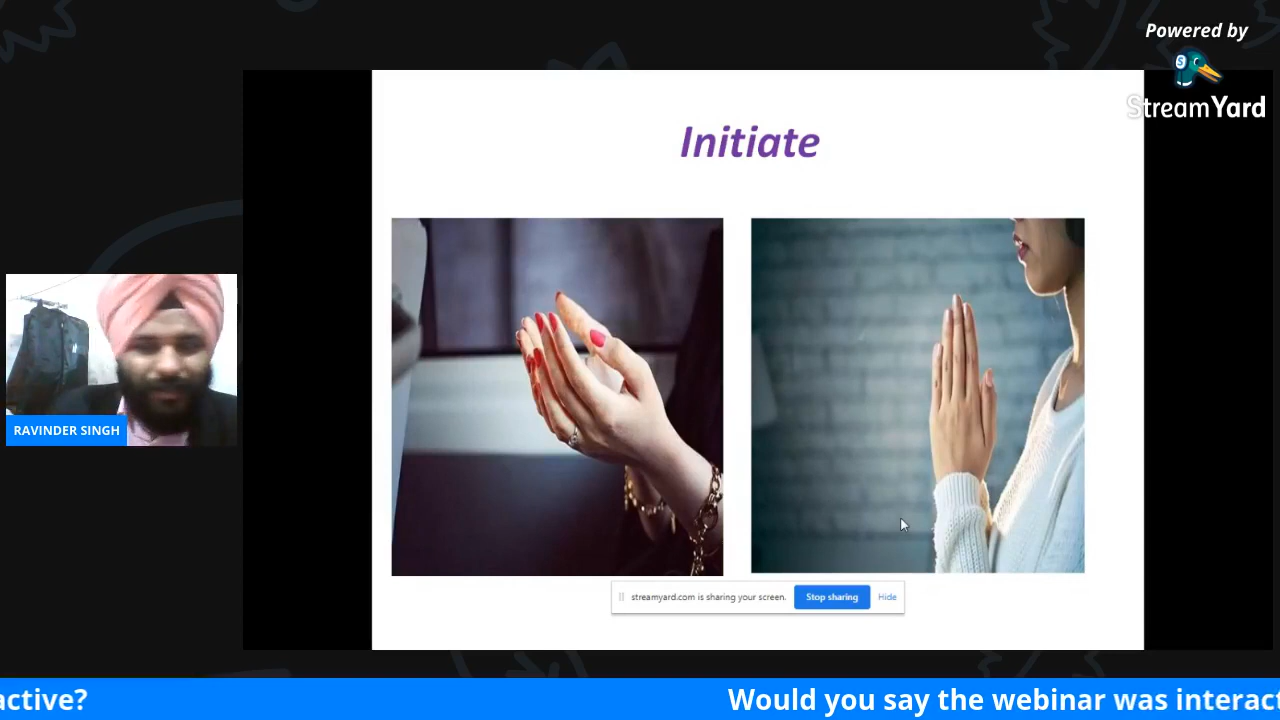 Powered by
StreamYard
Initiate
RAVINDER SINGH
streamyard.com is sharing your screen.
Stop sharing
Hide
active?
Would you say the webinar was interact